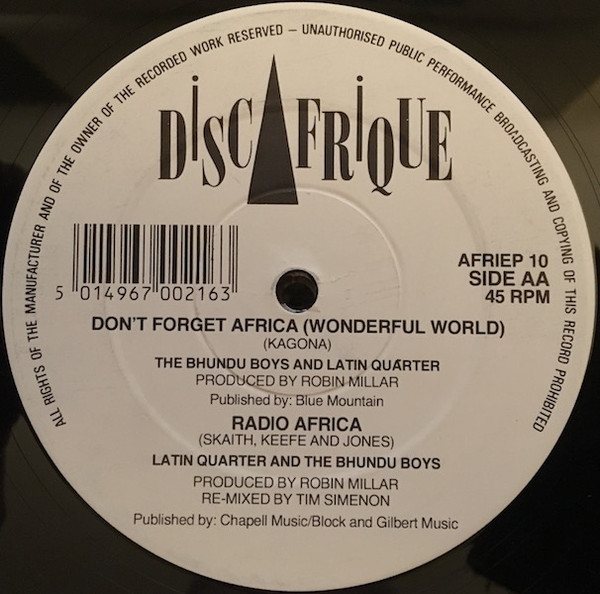 ALL RIGHTS OF THE MANUFACTURER AND OF THE OWNER OF THE RECORDED WORK RESERVED – UNAUTHORISED PUBLIC PERFORMANCE BROADCASTING AND COPYING OF THIS RECORD PROHIBITED
DiSCAFRiQUE
5 014967 002163
AFRIEP 10
SIDE AA
45 RPM
DON'T FORGET AFRICA (WONDERFUL WORLD)
(KAGONA)
THE BHUNDU BOYS AND LATIN QUARTER
PRODUCED BY ROBIN MILLAR
Published by: Blue Mountain
RADIO AFRICA
(SKAITH, KEEFE AND JONES)
LATIN QUARTER AND THE BHUNDU BOYS
PRODUCED BY ROBIN MILLAR
RE-MIXED BY TIM SIMENON
Published by: Chapell Music/Block and Gilbert Music